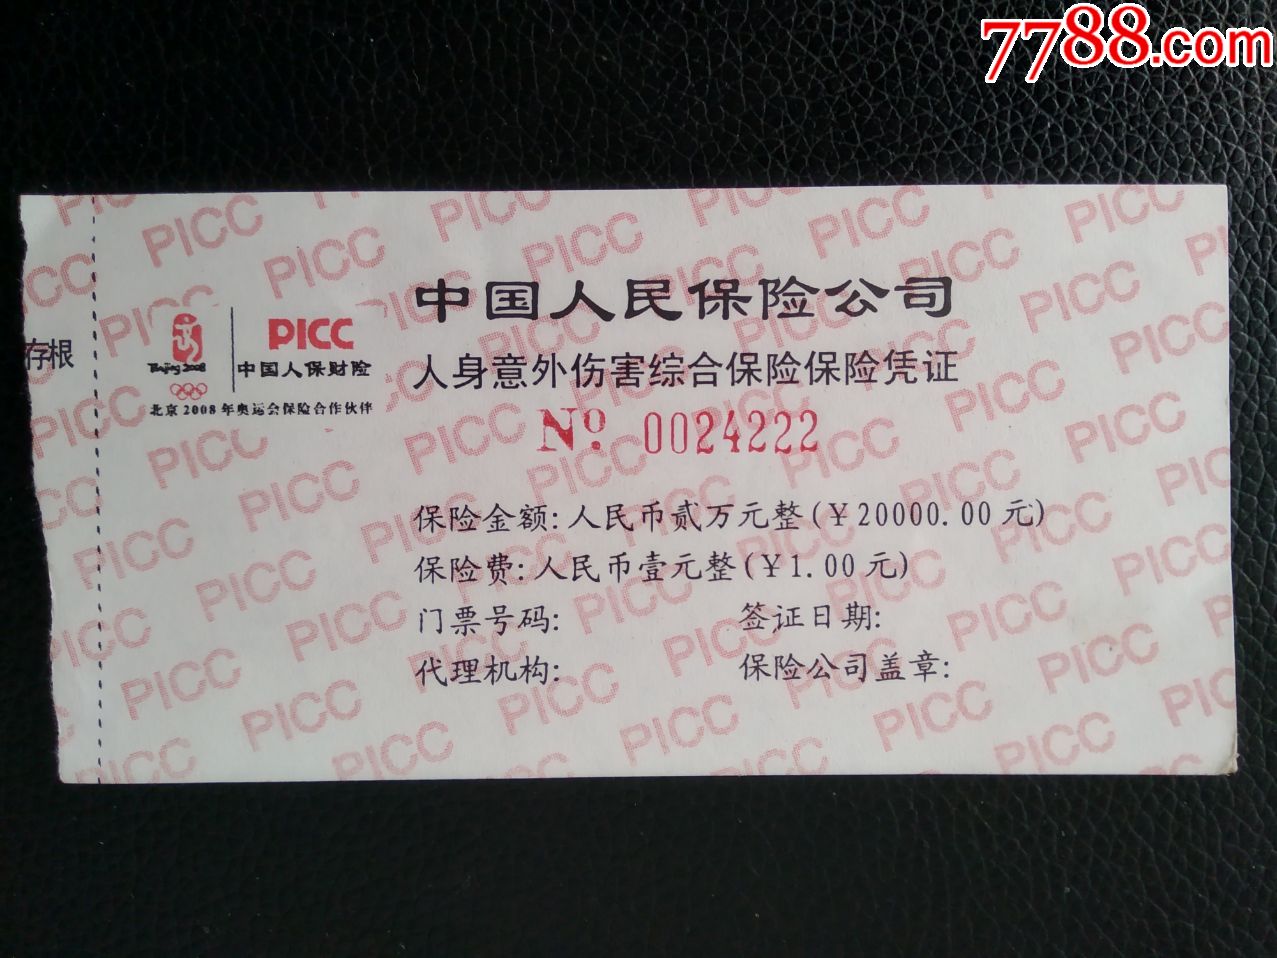 7788.com
存根
Beijing 2008
PICC
中国人保财险
北京2008年奥运会保险合作伙伴
中国人民保险公司
人身意外伤害综合保险保险凭证
Nº 0024222
保险金额:人民币贰万元整(¥20000.00元)
保险费:人民币壹元整(¥1.00元)
门票号码: 签证日期:
代理机构: 保险公司盖章: